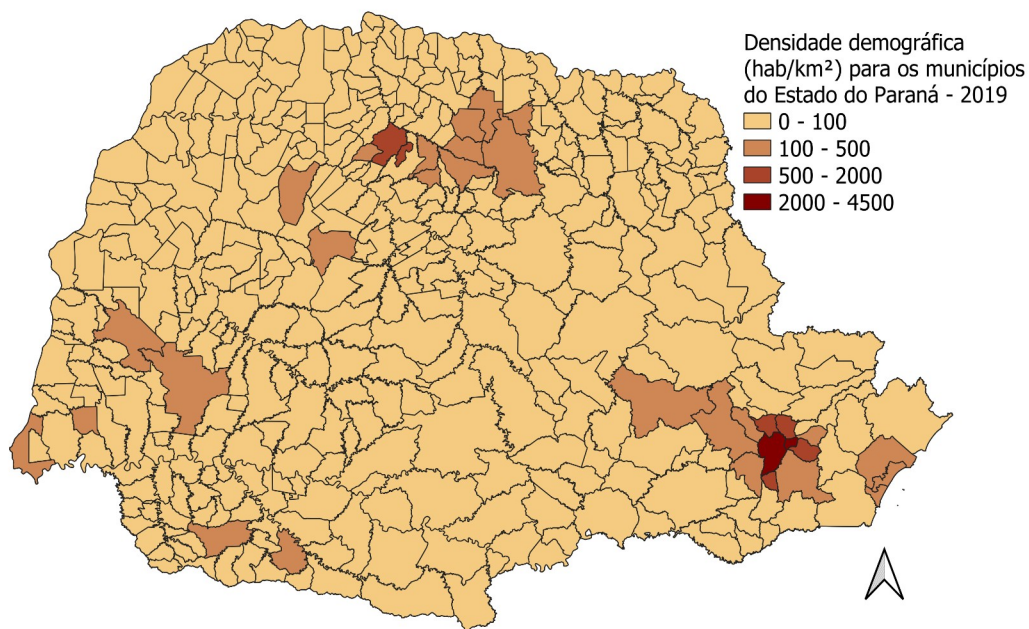 Densidade demográfica
(hab/km²) para os municípios
do Estado do Paraná - 2019
0 - 100
100 - 500
500 - 2000
2000 - 4500